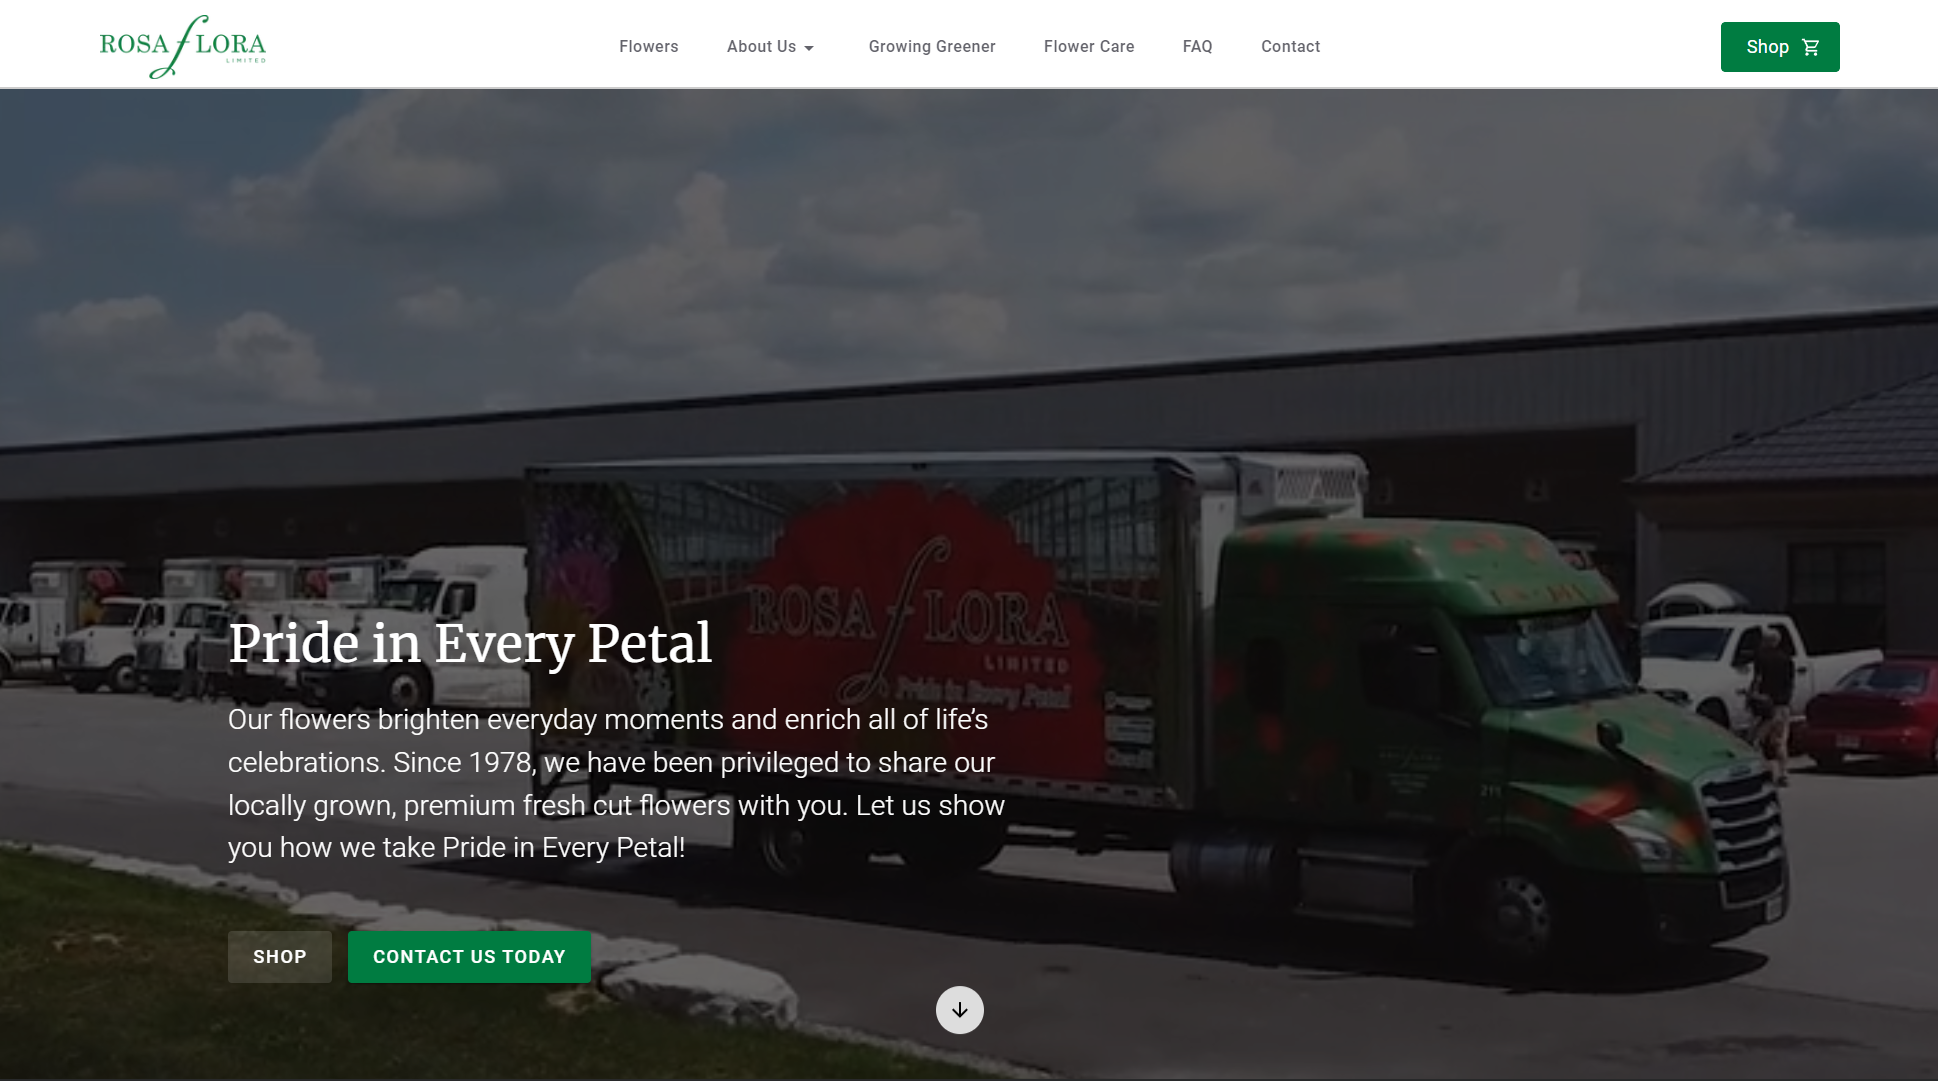 ROSA FLORA
LIMITED
Flowers
About Us
Growing Greener
Flower Care
FAQ
Contact
Shop
ROSA FLORA
LIMITED
Pride in Every Petal
211
Pride in Every Petal
Our flowers brighten everyday moments and enrich all of life’s
celebrations. Since 1978, we have been privileged to share our
locally grown, premium fresh cut flowers with you. Let us show
you how we take Pride in Every Petal!
SHOP
CONTACT US TODAY